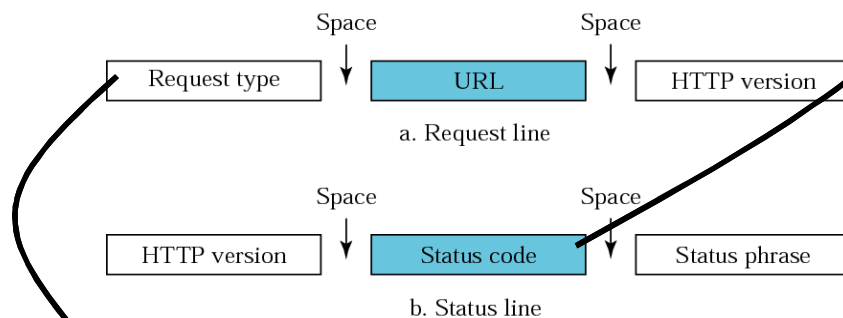 Space Space
Request type URL HTTP version
a. Request line
Space Space
HTTP version Status code Status phrase
b. Status line